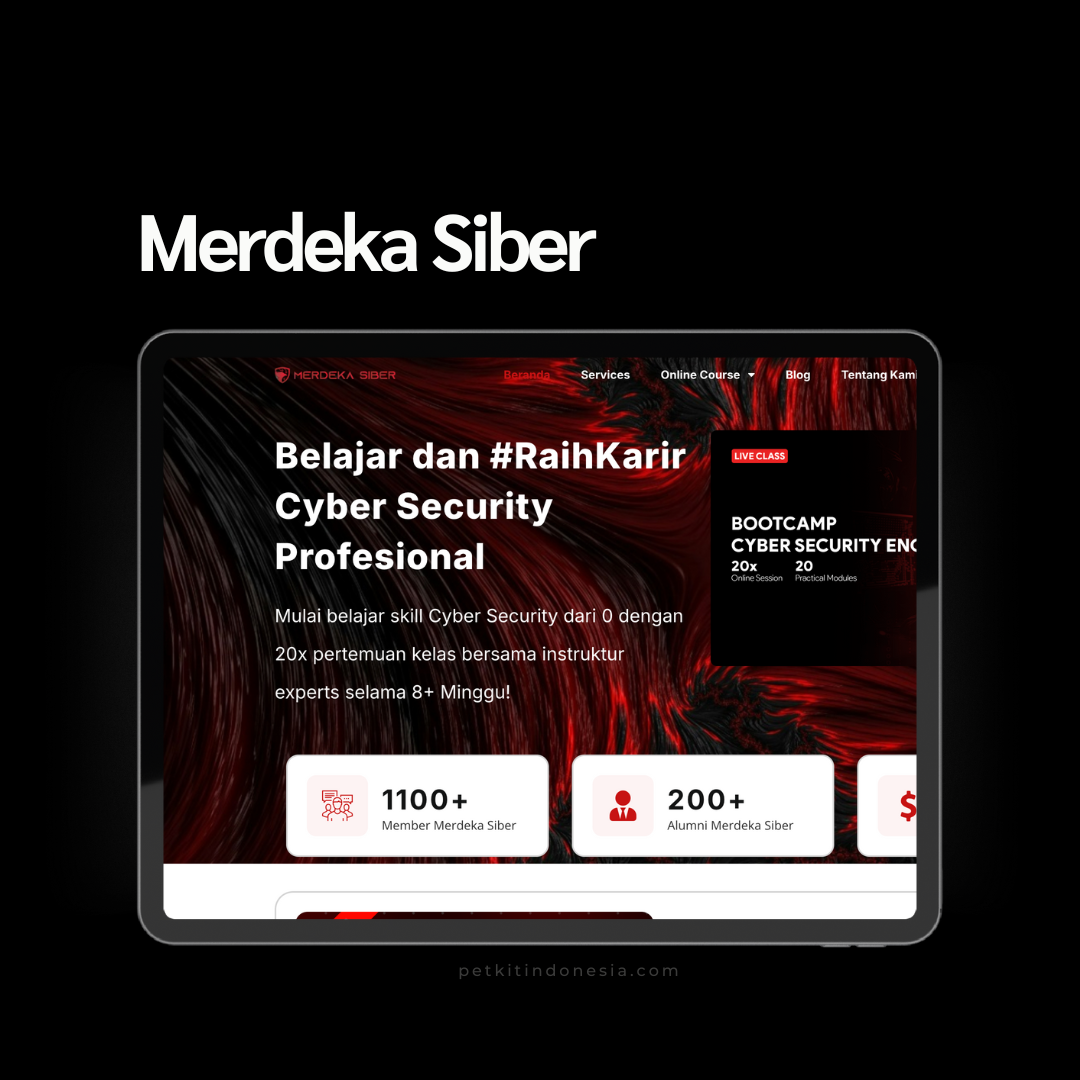 Merdeka Siber
MERDEKA SIBER
Beranda
Services
Online Course
Blog
Tentang Kami
Belajar dan #RaihKarir
Cyber Security
Profesional
Mulai belajar skill Cyber Security dari 0 dengan
20x pertemuan kelas bersama instruktur
experts selama 8+ Minggu!
LIVE CLASS
BOOTCAMP
CYBER SECURITY ENG
20x
Online Session
20
Practical Modules
1100+
Member Merdeka Siber
200+
Alumni Merdeka Siber
$
petkitindonesia.com